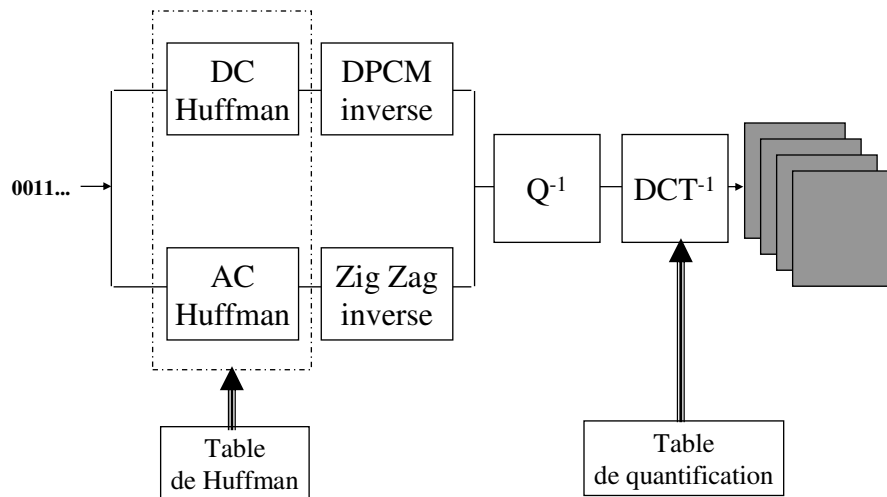 DC
Huffman
DPCM
inverse
0011...
Q⁻¹
DCT⁻¹
AC
Huffman
Zig Zag
inverse
Table
de Huffman
Table
de quantification